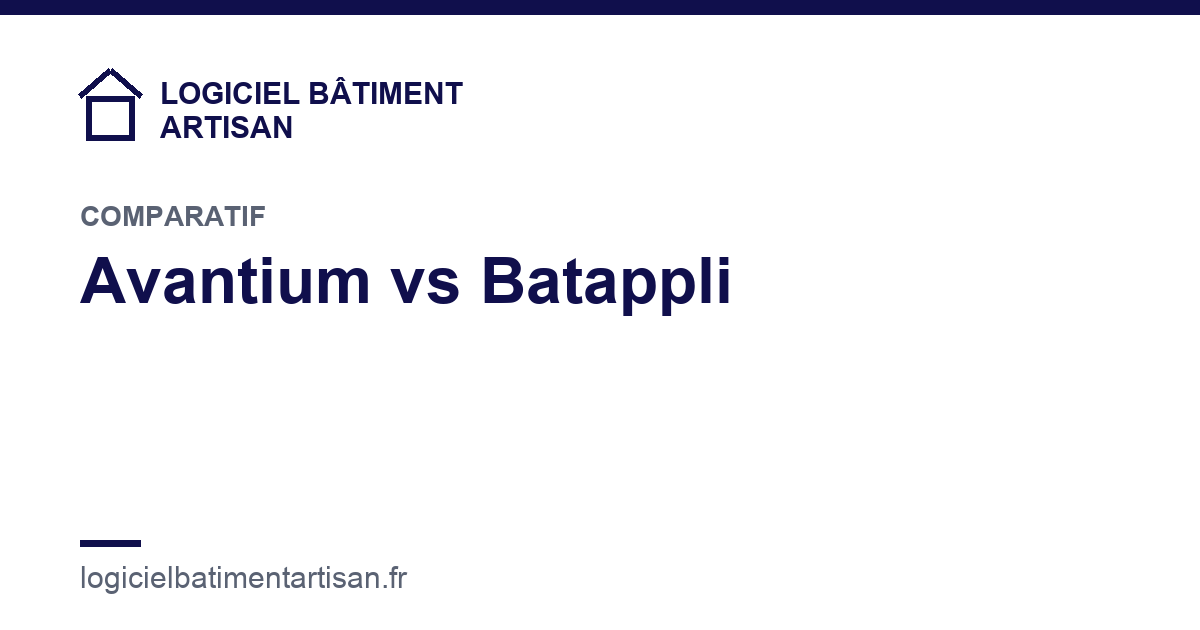 LOGICIEL BÂTIMENT
ARTISAN
COMPARATIF
Avantium vs Batappli
logicielbatimentartisan.fr